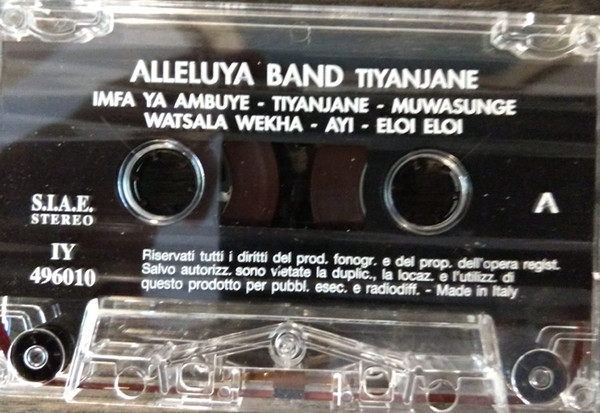 ALLELUYA BAND TIYANJANE
IMFA YA AMBUYE - TIYANJANE - MUWASUNGE
WATSALA WEKHA - AYI - ELOI ELOI
S.I.A.E.
STEREO
A
IY
496010
Riservati tutti i diritti del prod. fonogr. e del prop. dell'opera regist.
Salvo autorizz. sono vietate la duplic., la locaz. e l'utilizz. di
questo prodotto per pubbl. esec. e radiodiff. - Made in Italy